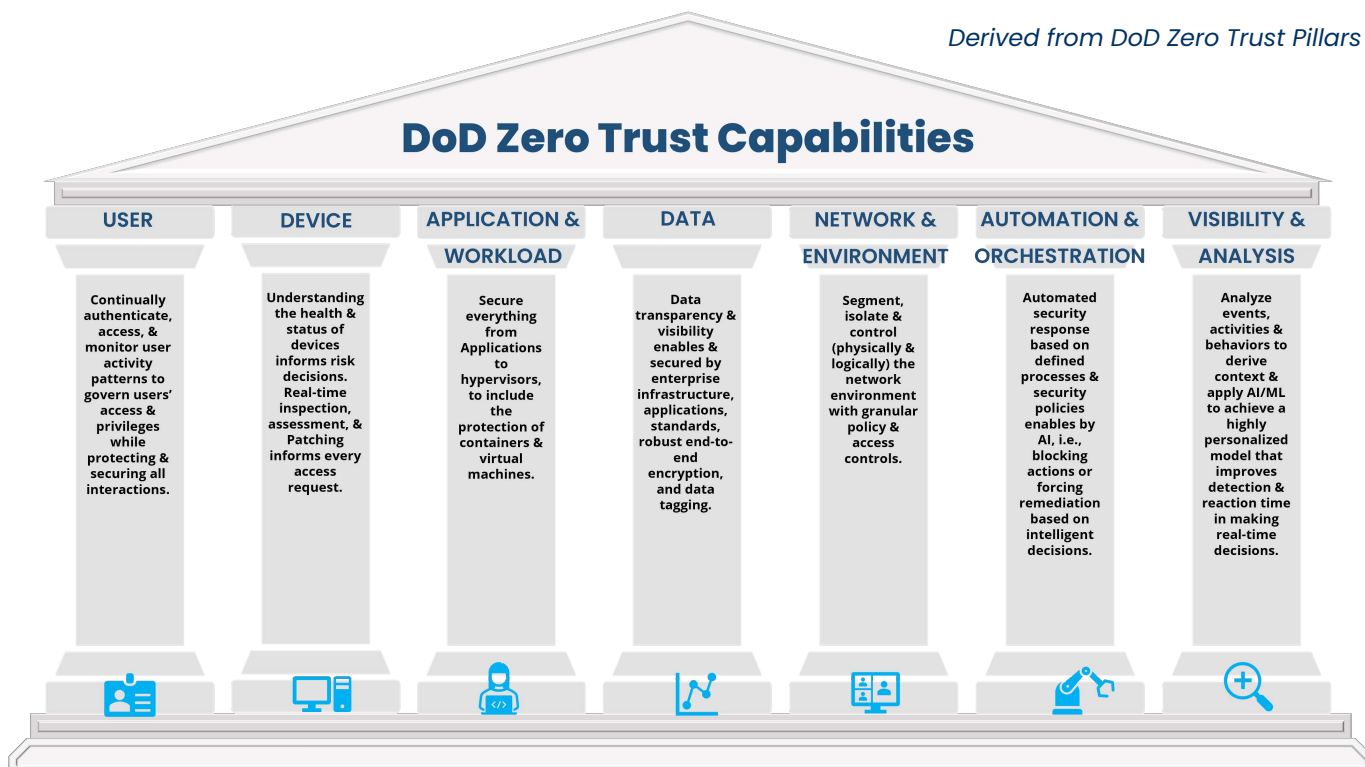 Derived from DoD Zero Trust Pillars
DoD Zero Trust Capabilities
USER
Continually
authenticate,
access, &
monitor user
activity
patterns to
govern users’
access &
privileges
while
protecting &
securing all
interactions.
DEVICE
Understanding
the health &
status of
devices
informs risk
decisions.
Real-time
inspection,
assessment, &
Patching
informs every
access
request.
APPLICATION &
WORKLOAD
Secure
everything
from
Applications
to
hypervisors,
to include
the
protection of
containers &
virtual
machines.
DATA
Data
transparency &
visibility
enables &
secured by
enterprise
infrastructure,
applications,
standards,
robust end-to-
end
encryption,
and data
tagging.
NETWORK &
ENVIRONMENT
Segment,
isolate &
control
(physically &
logically) the
network
environment
with granular
policy &
access
controls.
AUTOMATION &
ORCHESTRATION
Automated
security
response
based on
defined
processes &
security
policies
enables by
AI, i.e.,
blocking
actions or
forcing
remediation
based on
intelligent
decisions.
VISIBILITY &
ANALYSIS
Analyze
events,
activities &
behaviors to
derive
context &
apply AI/ML
to achieve a
highly
personalized
model that
improves
detection &
reaction time
in making
real-time
decisions.